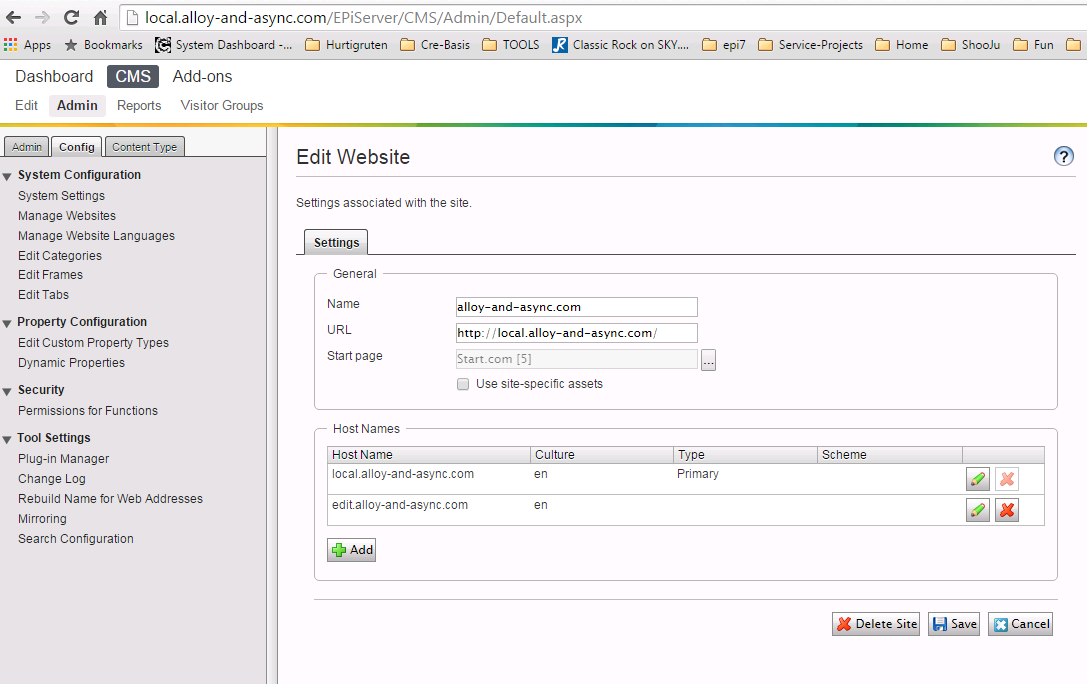 local.alloy-and-async.com/EPiServer/CMS/Admin/Default.aspx
Apps Bookmarks System Dashboard -... Hurtigruten Cre-Basis TOOLS Classic Rock on SKY.... epi7 Service-Projects Home ShooJu Fun
Dashboard CMS Add-ons
Edit Admin Reports Visitor Groups
Admin Config Content Type
System Configuration
System Settings
Manage Websites
Manage Website Languages
Edit Categories
Edit Frames
Edit Tabs
Property Configuration
Edit Custom Property Types
Dynamic Properties
Security
Permissions for Functions
Tool Settings
Plug-in Manager
Change Log
Rebuild Name for Web Addresses
Mirroring
Search Configuration
Edit Website
?
Settings associated with the site.
Settings
General
Name alloy-and-async.com
URL http://local.alloy-and-async.com/
Start page Start.com [5] ...
Use site-specific assets
Host Names
Host Name Culture Type Scheme
local.alloy-and-async.com en Primary
edit.alloy-and-async.com en
Add
Delete Site Save Cancel